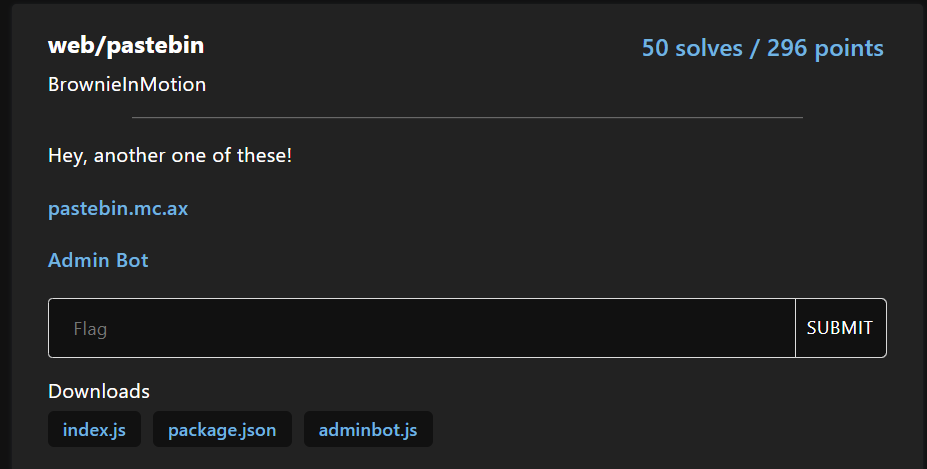 web/pastebin
50 solves / 296 points
BrownieInMotion
Hey, another one of these!
pastebin.mc.ax
Admin Bot
Flag
SUBMIT
Downloads
index.js package.json adminbot.js